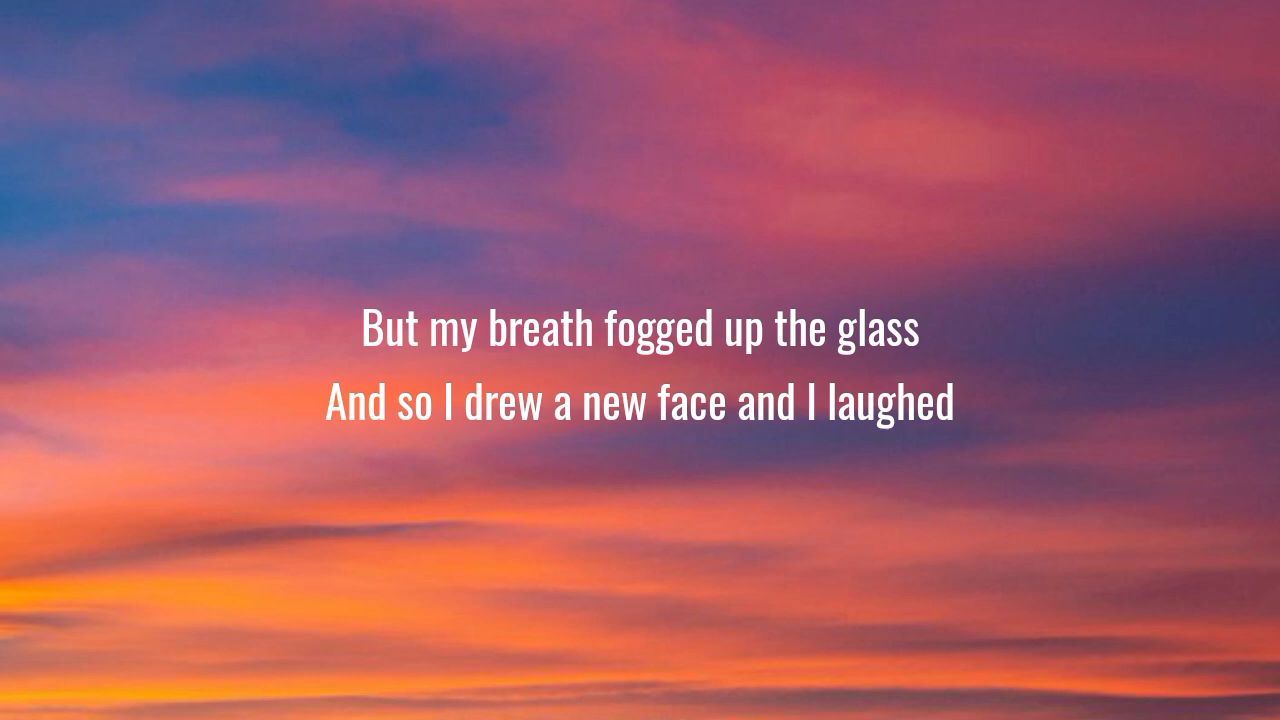 But my breath fogged up the glass
And so I drew a new face and I laughed